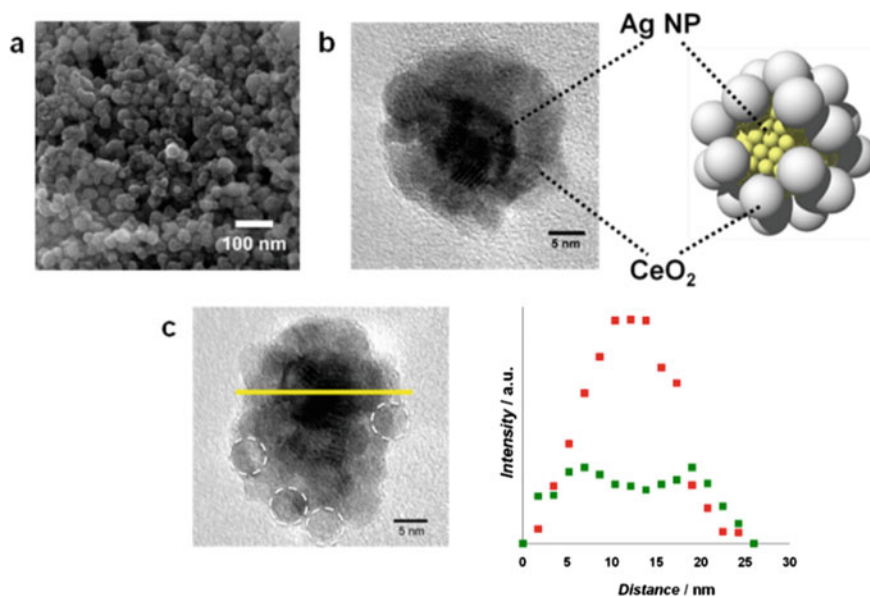 a
100 nm
b
5 nm
Ag NP
CeO₂
c
5 nm
Intensity / a.u.
0
5
10
15
20
25
30
Distance / nm